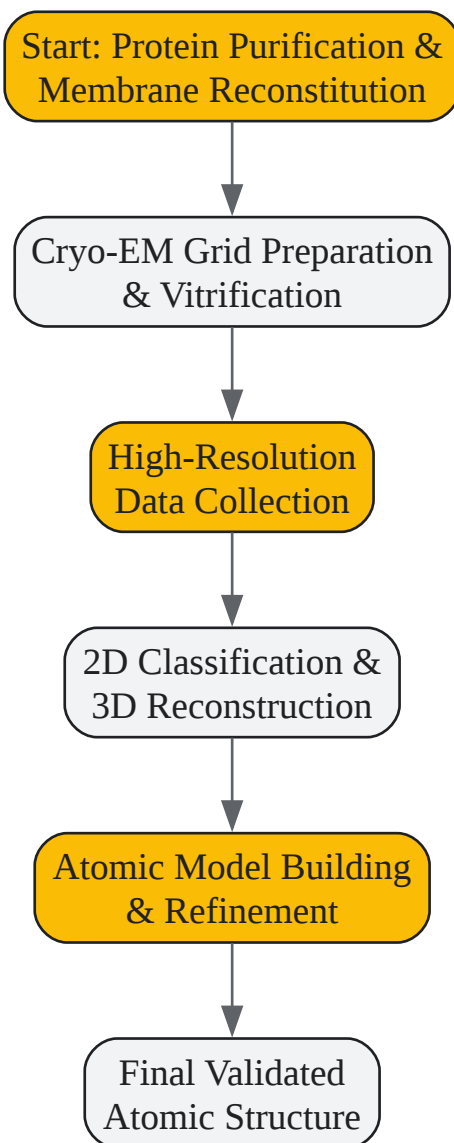 Start: Protein Purification &
Membrane Reconstitution
Cryo-EM Grid Preparation
& Vitrification
High-Resolution
Data Collection
2D Classification &
3D Reconstruction
Atomic Model Building
& Refinement
Final Validated
Atomic Structure